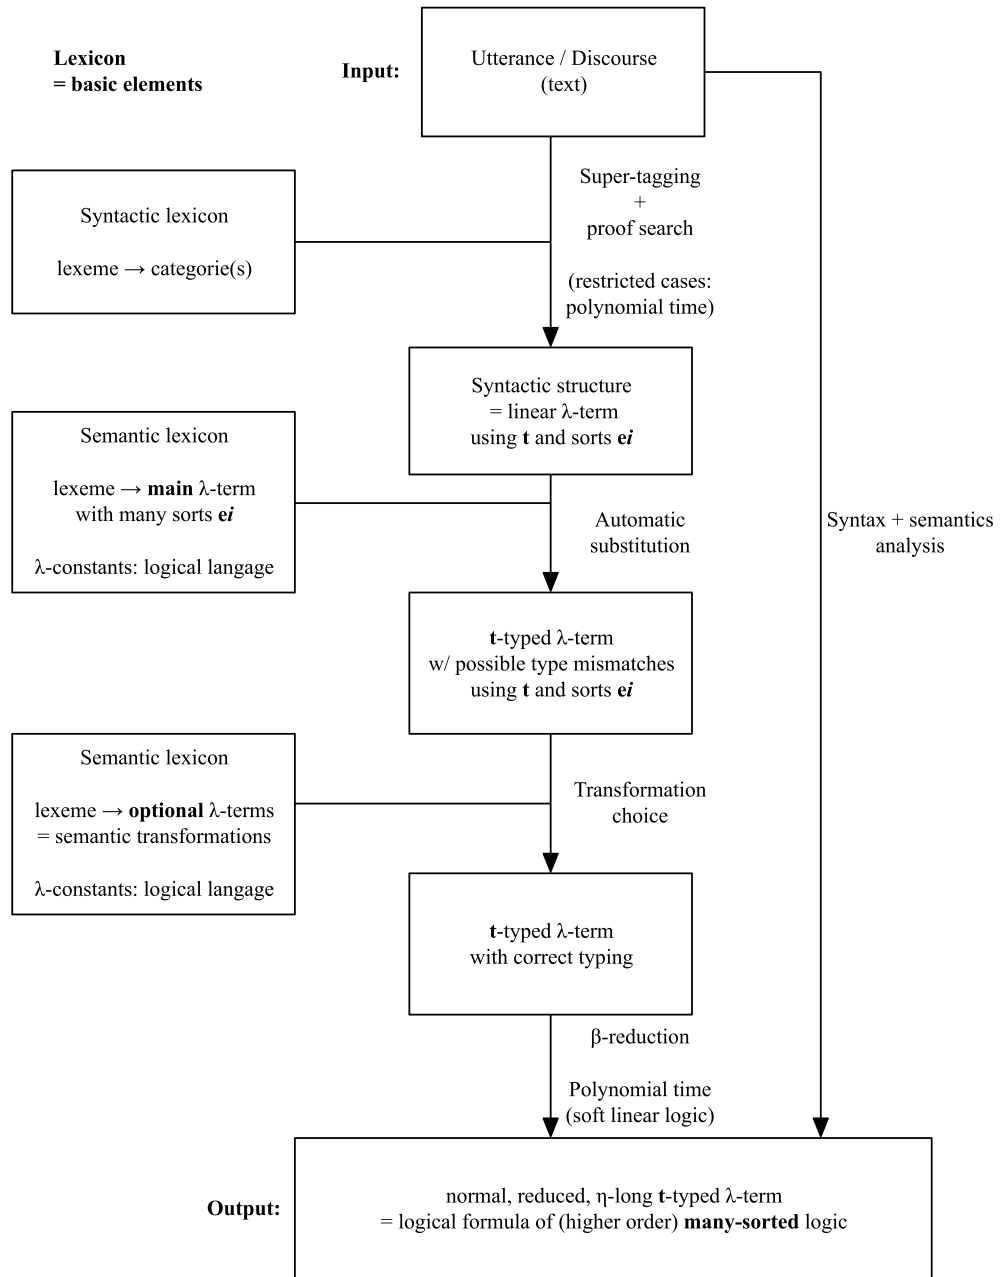 Lexicon
= basic elements
Input:
Utterance / Discourse
(text)
Super-tagging
+
proof search
(restricted cases:
polynomial time)
Syntactic lexicon
lexeme → categorie(s)
Syntactic structure
= linear λ-term
using t and sorts ei
Semantic lexicon
lexeme → main λ-term
with many sorts ei
λ-constants: logical langage
Automatic
substitution
Syntax + semantics
analysis
t-typed λ-term
w/ possible type mismatches
using t and sorts ei
Semantic lexicon
lexeme → optional λ-terms
= semantic transformations
λ-constants: logical langage
Transformation
choice
t-typed λ-term
with correct typing
β-reduction
Polynomial time
(soft linear logic)
Output:
normal, reduced, η-long t-typed λ-term
= logical formula of (higher order) many-sorted logic